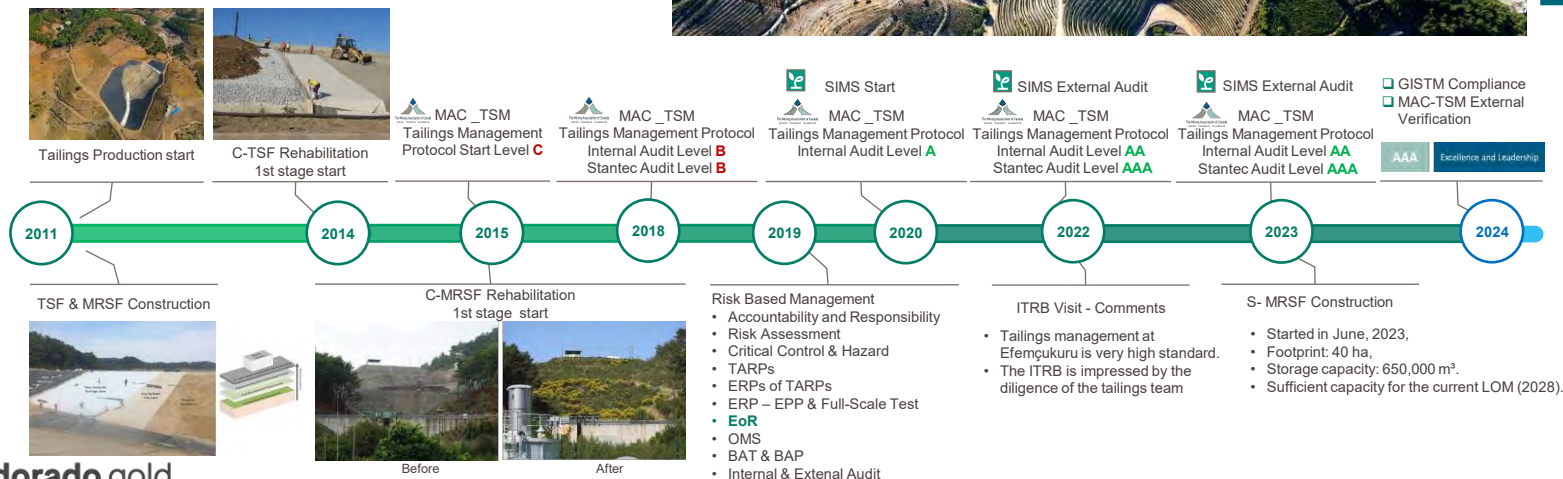 Tailings Production start
C-TSF Rehabilitation
1st stage start
MAC _TSM
Tailings Management
Protocol Start Level C
MAC _TSM
Tailings Management Protocol
Internal Audit Level B
Stantec Audit Level B
SIMS Start
MAC _TSM
Tailings Management Protocol
Internal Audit Level A
SIMS External Audit
MAC _TSM
Tailings Management Protocol
Internal Audit Level AA
Stantec Audit Level AAA
SIMS External Audit
MAC _TSM
Tailings Management Protocol
Internal Audit Level AA
Stantec Audit Level AAA
GISTM Compliance
MAC-TSM External
Verification
AAA
Excellence and Leadership
2011
2014
2015
2018
2019
2020
2022
2023
2024
TSF & MRSF Construction
C-MRSF Rehabilitation
1st stage start
Before
After
Risk Based Management
• Accountability and Responsibility
• Risk Assessment
• Critical Control & Hazard
• TARPs
• ERPs of TARPs
• ERP – EPP & Full-Scale Test
• EoR
• OMS
• BAT & BAP
• Internal & Extenal Audit
ITRB Visit - Comments
• Tailings management at
Efemçukuru is very high standard.
• The ITRB is impressed by the
diligence of the tailings team
S- MRSF Construction
• Started in June, 2023,
• Footprint: 40 ha,
• Storage capacity: 650,000 m³.
• Sufficient capacity for the current LOM (2028).
dorado gold